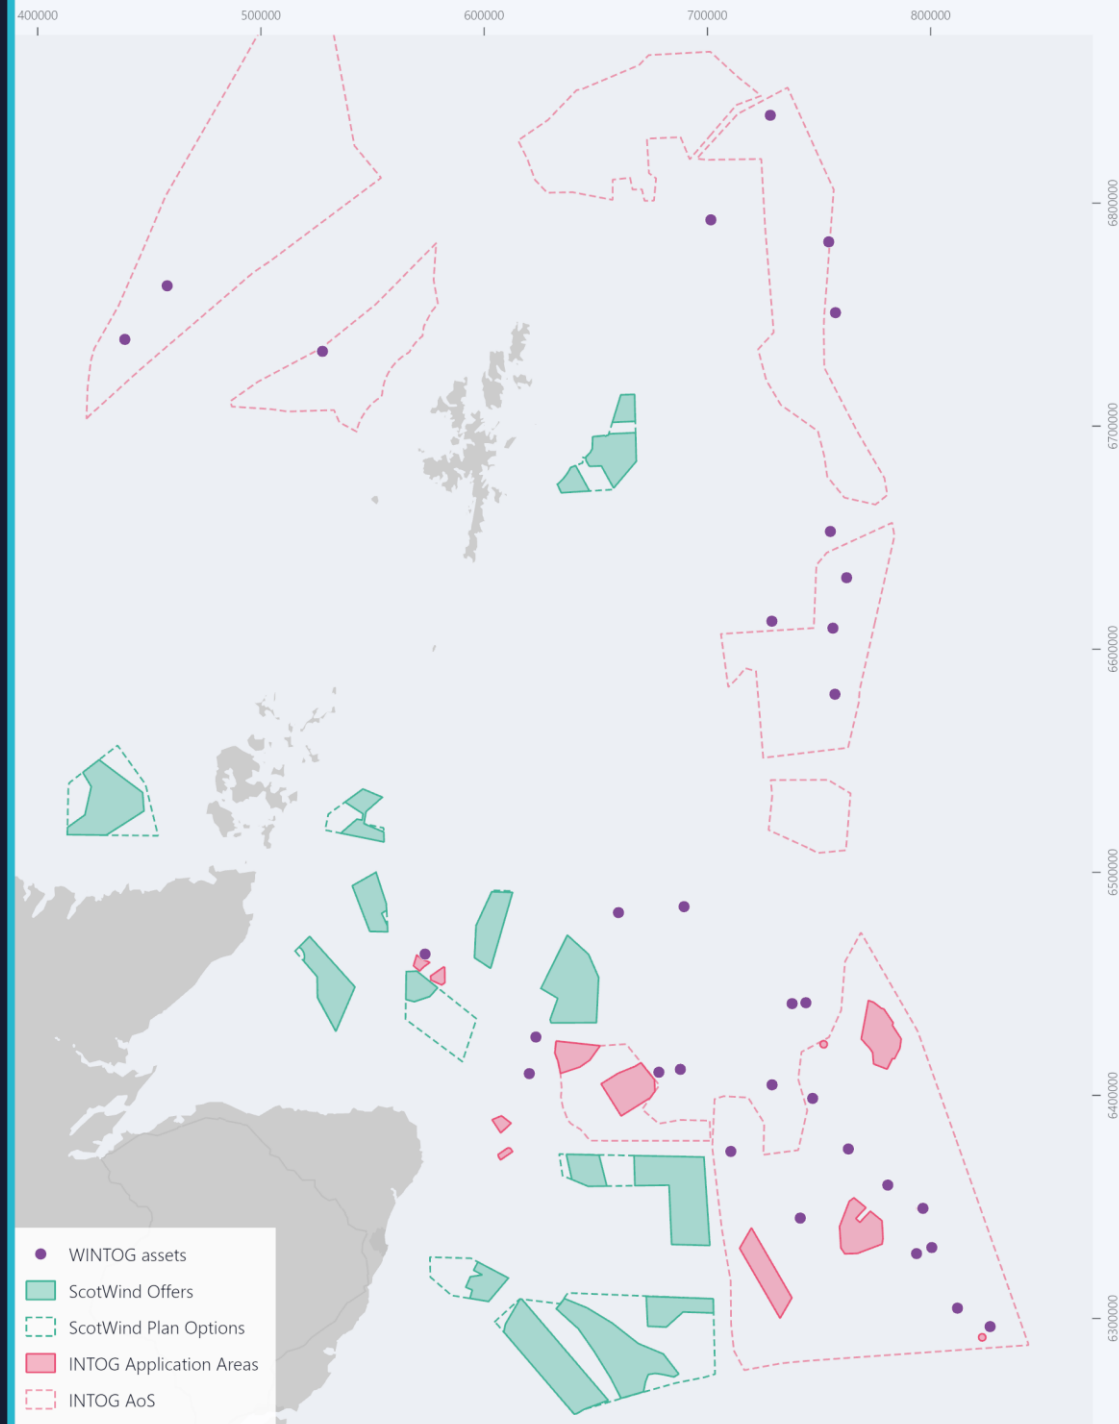 400000 500000 600000 700000 800000
6800000
6700000
6600000
6500000
6400000
6300000
WINTOG assets
ScotWind Offers
ScotWind Plan Options
INTOG Application Areas
INTOG AoS